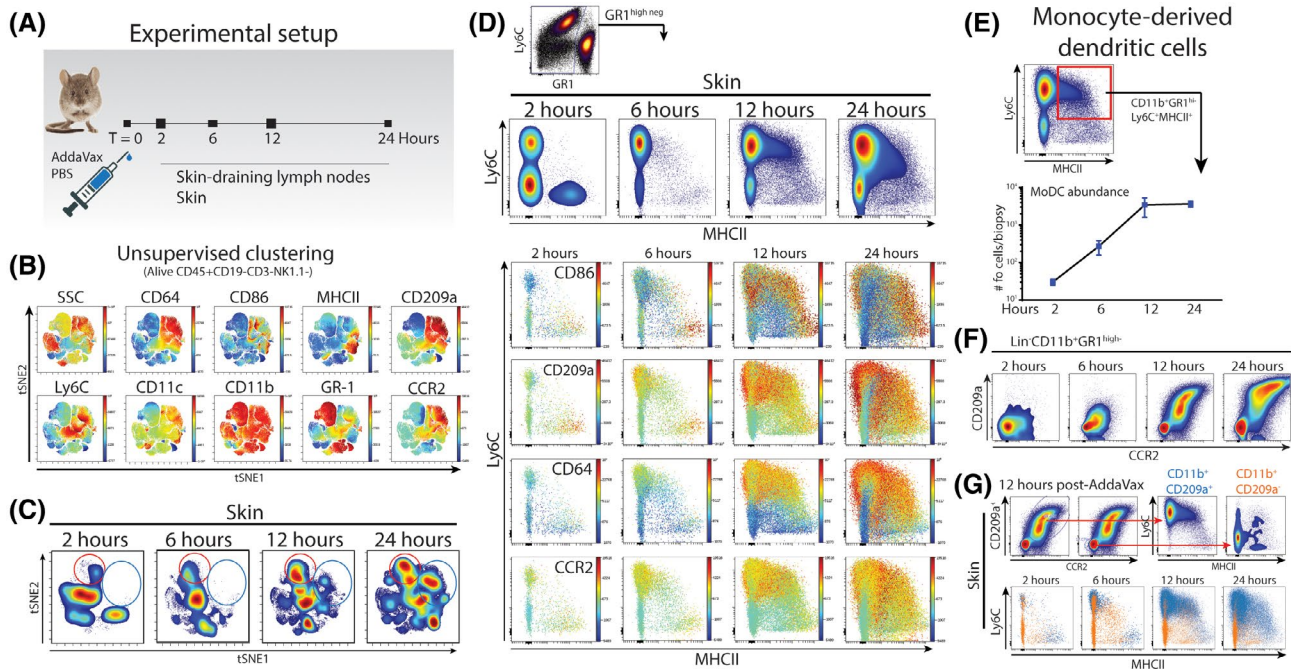 (A)
Experimental setup
T = 0 2 6 12 24 Hours
AddaVax
PBS
Skin-draining lymph nodes
Skin
(B)
Unsupervised clustering
(Alive CD45+CD19-CD3-NK1.1-)
SSC CD64 CD86 MHCII CD209a
Ly6C CD11c CD11b GR-1 CCR2
tSNE2
tSNE1
(C)
Skin
2 hours 6 hours 12 hours 24 hours
tSNE2
tSNE1
(D)
GR1high neg
Ly6C
GR1
Skin
2 hours 6 hours 12 hours 24 hours
Ly6C
MHCII
2 hours 6 hours 12 hours 24 hours
CD86
CD209a
CD64
CCR2
Ly6C
MHCII
(E)
Monocyte-derived
dendritic cells
Ly6C
MHCII
CD11b+GR1hi-
Ly6C+MHCII+
MoDC abundance
# fo cells/biopsy
10⁴
10³
10²
10¹
Hours 2 6 12 24
(F)
Lin-CD11b+GR1high-
2 hours 6 hours 12 hours 24 hours
CD209a
CCR2
(G)
12 hours post-AddaVax
CD11b+
CD209a+
CD11b+
CD209a-
Skin
CD209a+
CCR2
Ly6C
MHCII
2 hours 6 hours 12 hours 24 hours
Ly6C
MHCII